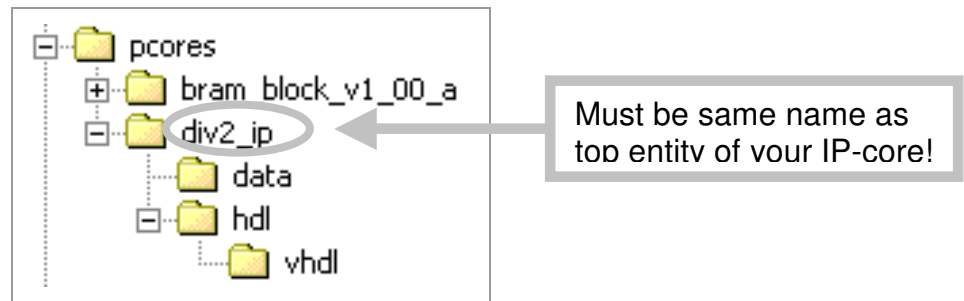 pcores
bram_block_v1_00_a
div2_ip
data
hdl
vhdl
Must be same name as
top entity of your IP-core!